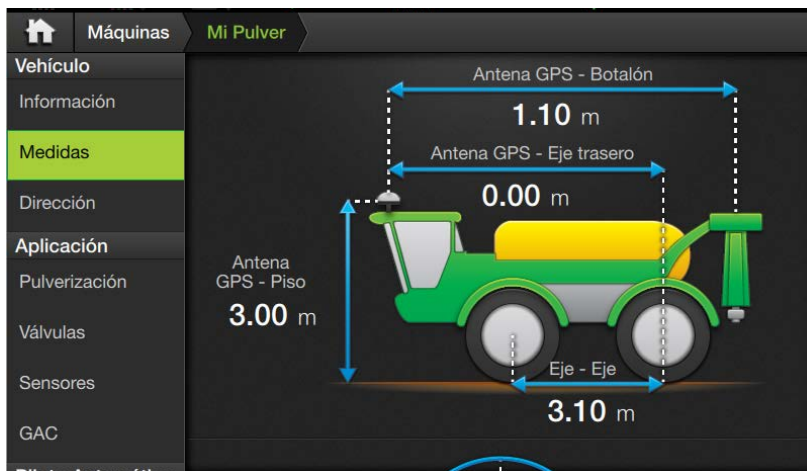 Máquinas
Mi Pulver
Vehículo
Información
Medidas
Dirección
Aplicación
Pulverización
Válvulas
Sensores
GAC
Antena GPS - Botalón
1.10 m
Antena GPS - Eje trasero
0.00 m
Antena
GPS - Piso
3.00 m
Eje - Eje
3.10 m